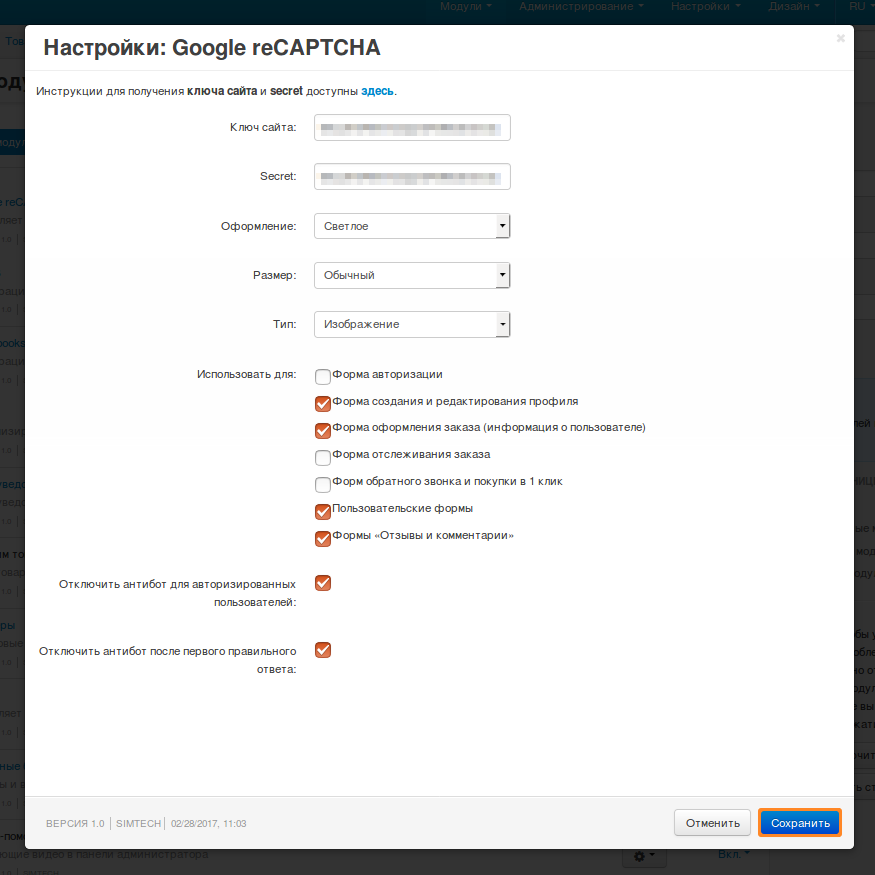 Модули Администрирование Настройки Дизайн RU
Тов
Настройки: Google reCAPTCHA
Инструкции для получения ключа сайта и secret доступны здесь.
Ключ сайта:
Secret:
Оформление: Светлое
Размер: Обычный
Тип: Изображение
Использовать для: Форма авторизации
Форма создания и редактирования профиля
Форма оформления заказа (информация о пользователе)
Форма отслеживания заказа
Форм обратного звонка и покупки в 1 клик
Пользовательские формы
Формы «Отзывы и комментарии»
Отключить антибот для авторизированных
пользователей:
Отключить антибот после первого правильного
ответа:
ВЕРСИЯ 1.0 | SIMTECH | 02/28/2017, 11:03
Отменить Сохранить
ющие видео в панели администратора
Вкл.